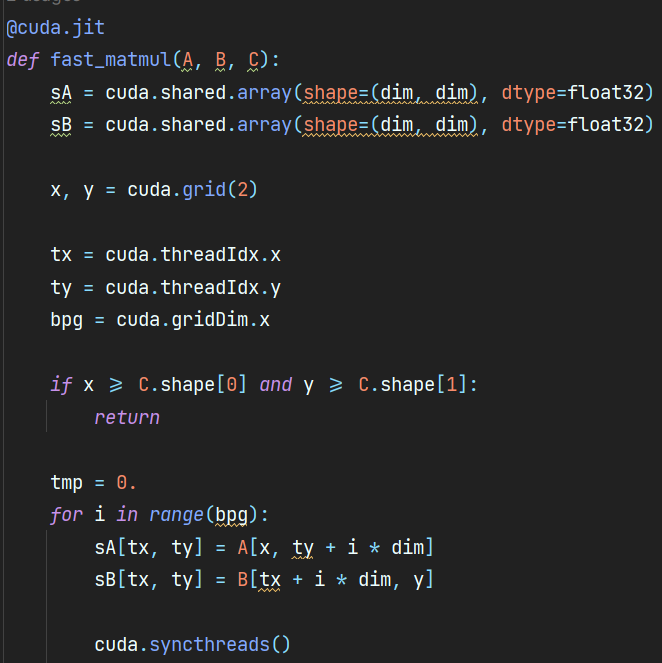 @cuda.jit
def fast_matmul(A, B, C):
    sA = cuda.shared.array(shape=(dim, dim), dtype=float32)
    sB = cuda.shared.array(shape=(dim, dim), dtype=float32)
    x, y = cuda.grid(2)
    tx = cuda.threadIdx.x
    ty = cuda.threadIdx.y
    bpg = cuda.gridDim.x
    if x ⩾ C.shape[0] and y ⩾ C.shape[1]:
        return
    tmp = 0.
    for i in range(bpg):
        sA[tx, ty] = A[x, ty + i * dim]
        sB[tx, ty] = B[tx + i * dim, y]
        cuda.syncthreads()